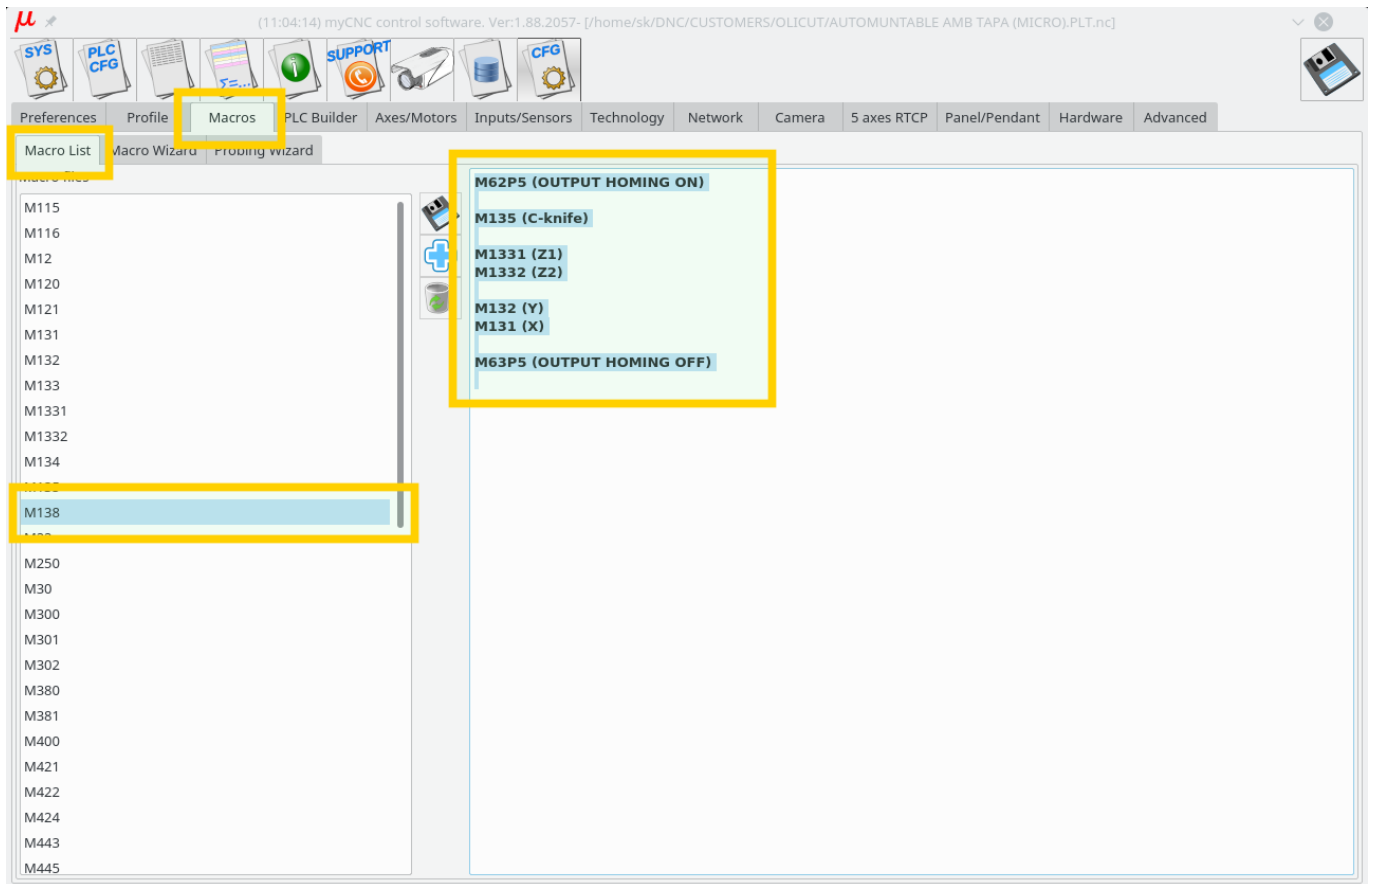 μ (11:04:14) myCNC control software. Ver:1.88.2057- [/home/sk/DNC/CUSTOMERS/OLICUT/AUTOMUNTABLE AMB TAPA (MICRO).PLT.nc]
SYS PLC CFG Σ=... i SUPPORT CFG
Preferences Profile Macros PLC Builder Axes/Motors Inputs/Sensors Technology Network Camera 5 axes RTCP Panel/Pendant Hardware Advanced
Macro List Macro Wizard Probing Wizard
M115
M116
M12
M120
M121
M131
M132
M133
M1331
M1332
M134
M138
M250
M30
M300
M301
M302
M380
M381
M400
M421
M422
M424
M443
M445
M62P5 (OUTPUT HOMING ON)
M135 (C-knife)
M1331 (Z1)
M1332 (Z2)
M132 (Y)
M131 (X)
M63P5 (OUTPUT HOMING OFF)